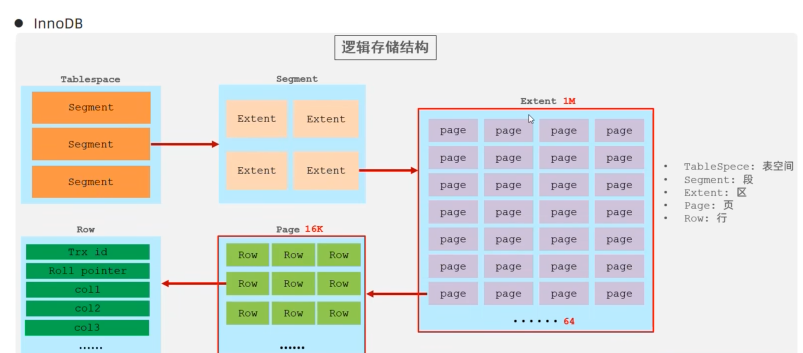 ● InnoDB
逻辑存储结构
Tablespace
Segment
Segment
Segment
Segment
Extent Extent
Extent Extent
Extent 1M
page page page page
page page page page
page page page page
page page page page
page page page page
page page page page
page page page page
...... 64
• TableSpece: 表空间
• Segment: 段
• Extent: 区
• Page: 页
• Row: 行
Row
Trx id
Roll pointer
col1
col2
col3
......
Page 16K
Row Row Row
Row Row Row
Row Row Row
......